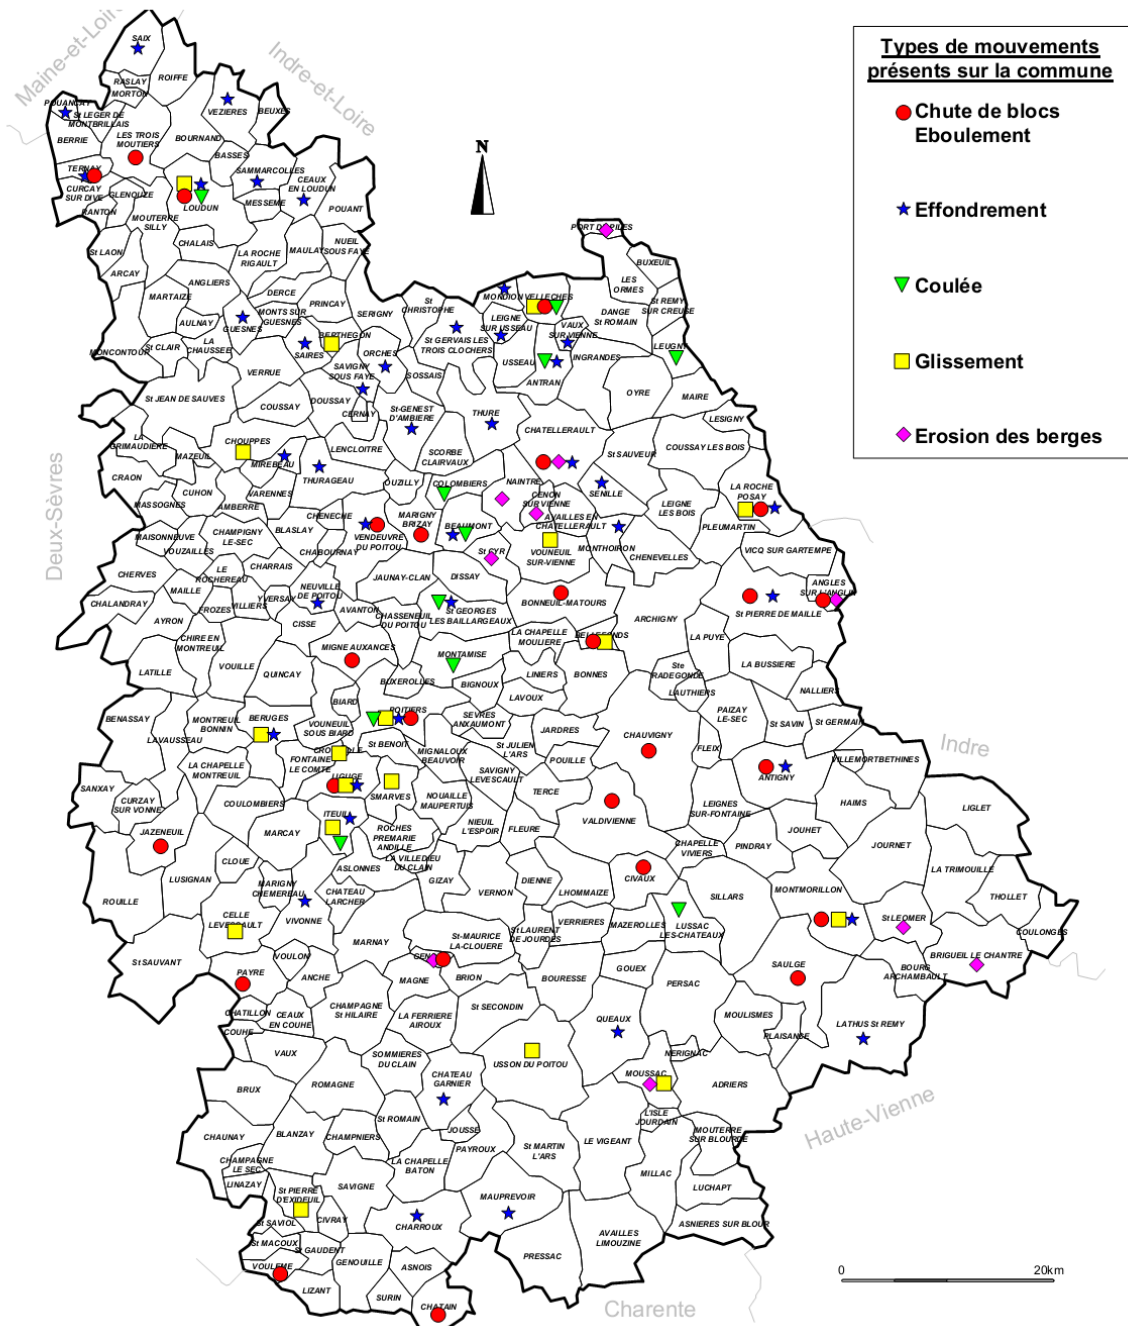 Types de mouvements
présents sur la commune
Chute de blocs
Eboulement
Effondrement
Coulée
Glissement
Erosion des berges
Maine-et-Loire
Indre-et-Loire
Deux-Sèvres
Indre
Haute-Vienne
Charente
N
0 20km
SAIX
ROIFFE
RASLAY
MORTON
POUANCAY
St LEGER DE
MONTBRILLAIS
VEZIERES
BEUXES
BERRIE
LES TROIS
MOUTIERS
BOURNAND
BASSES
TERNAY
SAMMARCOLLES
CEAUX
EN LOUDUN
CURCAY
SUR DIVE
GLENOUZE
RANTON
LOUDUN
MESSEME
POUANT
MOUTERRE
SILLY
CHALAIS
St LAON
LA ROCHE
RIGAULT
MAULAY
NUEIL
SOUS FAYE
ARCAY
ANGLIERS
DERCE
MARTAIZE
MONTS SUR
GUESNES
PRINCAY
SERIGNY
St
CHRISTOPHE
AULNAY
GUESNES
BERTHEGON
MONCONTOUR
St CLAIR
LA
CHAUSSEE
SAIRES
ORCHES
St GERVAIS LES
TROIS CLOCHERS
VERRUE
SAVIGNY
SOUS FAYE
SOSSAIS
PORT DE PILES
BUXEUIL
LES
ORMES
MONDION
VELLECHES
LEIGNE
SUR USSEAU
DANGE
St ROMAIN
St REMY
SUR CREUSE
VAUX
SUR VIENNE
LEUGNY
USSEAU
INGRANDES
ANTRAN
OYRE
MAIRE
St JEAN DE SAUVES
COUSSAY
DOUSSAY
CERNAY
St-GENEST
D'AMBIERE
THURE
CHATELLERAULT
LESIGNY
COUSSAY LES BOIS
LA
GRIMAUDIERE
CHOUPPES
MAZEUIL
MIREBEAU
LENCLOITRE
SCORBE
CLAIRVAUX
St SAUVEUR
CRAON
THURAGEAU
OUZILLY
COLOMBIERS
NAINTRE
CENON
SUR VIENNE
SENILLE
LA ROCHE
POSAY
CUHON
VARENNES
MASSOGNES
AMBERRE
CHENECHE
VENDEUVRE
DU POITOU
MARIGNY
BRIZAY
BEAUMONT
AVAILLES EN
CHATELLERAULT
LEIGNE
LES BOIS
PLEUMARTIN
MAISONNEUVE
VOUZAILLES
CHAMPIGNY
LE-SEC
BLASLAY
CHABOURNAY
St CYR
VOUNEUIL
SUR-VIENNE
MONTHOIRON
CHENEVELLES
VICQ SUR GARTEMPE
CHERVES
LE
ROCHEREAU
CHARRAIS
JAUNAY-CLAN
DISSAY
MAILLE
YVERSAY
NEUVILLE
DE POITOU
ANGLES
SUR L'ANGLIN
CHALANDRAY
FROZES
VILLIERS
AVANTON
CHASSENEUIL
DU POITOU
St GEORGES
LES BAILLARGEAUX
BONNEUIL-MATOURS
St PIERRE DE MAILLE
AYRON
CISSE
ARCHIGNY
CHIRE EN
MONTREUIL
VOUILLE
MIGNE AUXANCES
LA CHAPELLE
MOULIERE
BELLEFONDS
LA PUYE
LATILLE
QUINCAY
MONTAMISE
BONNES
LA BUSSIERE
BUXEROLLES
BIGNOUX
LINIERS
Ste
RADEGONDE
LAUTHIERS
NALLIERS
BIARD
LAVOUX
BENASSAY
MONTREUIL
BONNIN
BERUGES
POITIERS
SEVRES
ANXAUMONT
PAIZAY
LE-SEC
St SAVIN
St GERMAIN
LAVAUSSEAU
VOUNEUIL
SOUS BIARD
St BENOIT
JARDRES
CHAUVIGNY
LA CHAPELLE
MONTREUIL
FONTAINE
LE COMTE
MIGNALOUX
BEAUVOIR
St JULIEN
L'ARS
POUILLE
FLEIX
VILLEMORT
BETHINES
SANXAY
LIGUGE
SAVIGNY
LEVESCAULT
ANTIGNY
CURZAY
SUR VONNE
COULOMBIERS
SMARVES
NOUAILLE
MAUPERTUIS
TERCE
LEIGNES
SUR-FONTAINE
HAIMS
LIGLET
JAZENEUIL
MARCAY
ITEUIL
ROCHES
PREMARIE
ANDILLE
NIEUIL
L'ESPOIR
FLEURE
VALDIVIENNE
JOUHET
JOURNET
CHAPELLE
VIVIERS
PINDRAY
LA TRIMOUILLE
CLOUE
ASLONNES
LA VILLEDIEU
DU CLAIN
LUSIGNAN
MARIGNY
CHEMEREAU
CHATEAU
LARCHER
GIZAY
VERNON
DIENNE
LHOMMAIZE
CIVAUX
SILLARS
MONTMORILLON
THOLLET
ROUILLE
CELLE
LEVESCAULT
VIVONNE
St-MAURICE
LA-CLOUERE
St LAURENT
DE JOURDES
VERRIERES
MAZEROLLES
LUSSAC
LES-CHATEAUX
St LEOMER
COULONGES
MARNAY
St SAUVANT
VOULON
BRIGUEIL LE CHANTRE
PAYRE
ANCHE
MAGNE
BRION
BOURESSE
GOUEX
SAULGE
BOURG
ARCHAMBAULT
PERSAC
CHATILLON
CEAUX
EN COUHE
CHAMPAGNE
St HILAIRE
LA FERRIERE
AIROUX
St SECONDIN
QUEAUX
MOULISMES
LATHUS St REMY
COUHE
PLAISANCE
VAUX
SOMMIERES
DU CLAIN
USSON DU POITOU
NERIGNAC
BRUX
ROMAGNE
CHATEAU
GARNIER
MOUSSAC
ADRIERS
St ROMAIN
L'ISLE
JOURDAIN
CHAUNAY
BLANZAY
CHAMPNIERS
JOUSSE
PAYROUX
St MARTIN
L'ARS
LE VIGEANT
MOUTERRE
SUR BLOURDE
CHAMPAGNE
LE SEC
LA CHAPELLE
BATON
MILLAC
LINAZAY
St PIERRE
D'EXIDEUIL
SAVIGNE
MAUPREVOIR
LUCHAPT
St SAVIOL
CIVRAY
CHARROUX
ASNIERES SUR BLOUR
St MACOUX
St GAUDENT
AVAILLES
LIMOUZINE
VOULEME
GENOUILLE
ASNOIS
PRESSAC
LIZANT
SURIN
CHATAIN